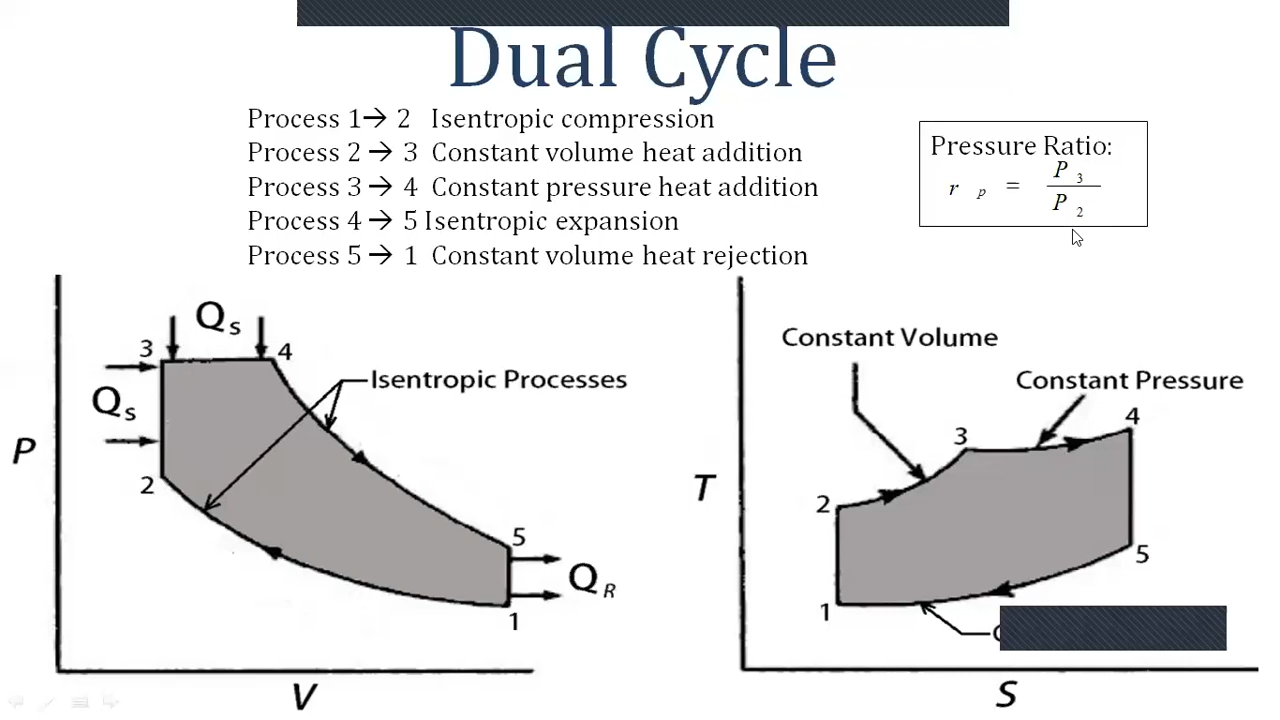 Dual Cycle
Process 1→ 2 Isentropic compression
Process 2 → 3 Constant volume heat addition
Process 3 → 4 Constant pressure heat addition
Process 4 → 5 Isentropic expansion
Process 5 → 1 Constant volume heat rejection
Pressure Ratio:
r p = P 3
P 2
Q s
3
4
Isentropic Processes
Q s
P
2
5
Q R
1
V
Constant Volume
Constant Pressure
4
3
T
2
5
1
S